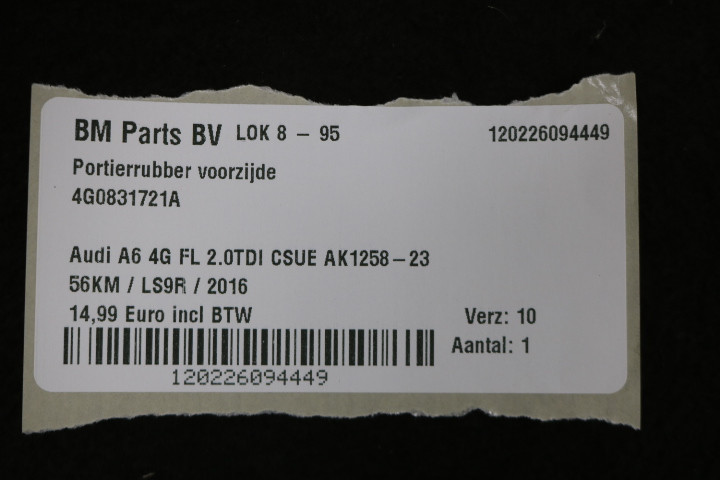 BM Parts BV LOK 8 - 95 120226094449
Portierrubber voorzijde
4G0831721A
Audi A6 4G FL 2.0TDI CSUE AK1258-23
56KM / LS9R / 2016
14,99 Euro incl BTW Verz: 10
Aantal: 1
120226094449